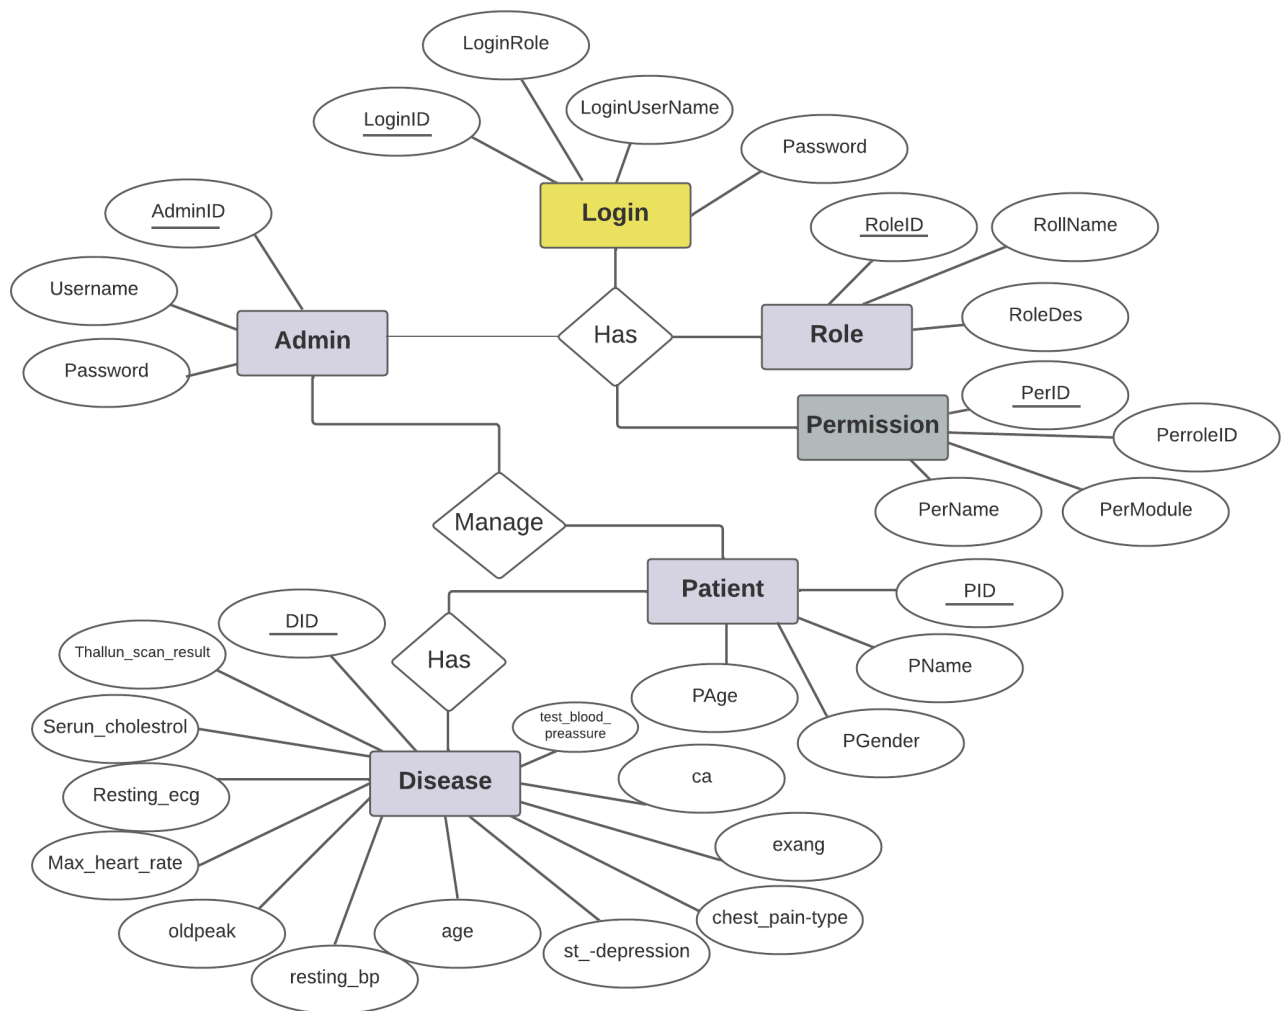 LoginRole
LoginID
LoginUserName
Password
Login
AdminID
RoleID
RollName
Username
RoleDes
Admin
Has
Role
Password
PerID
Permission
PerroleID
PerName
PerModule
Manage
Patient
PID
DID
Thallun_scan_result
Has
PName
PAge
Serun_cholestrol
test_blood_
preassure
PGender
Disease
ca
Resting_ecg
exang
Max_heart_rate
chest_pain-type
oldpeak
age
st_-depression
resting_bp